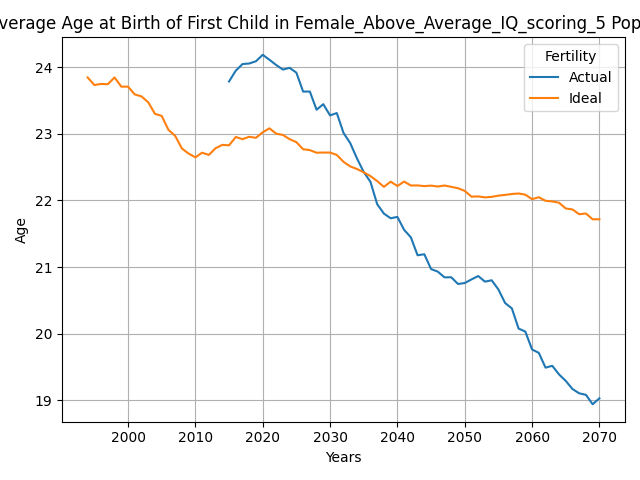 verage Age at Birth of First Child in Female_Above_Average_IQ_scoring_5 Pop
Fertility
Actual
Ideal
24
23
22
21
20
19
Age
2000 2010 2020 2030 2040 2050 2060 2070
Years